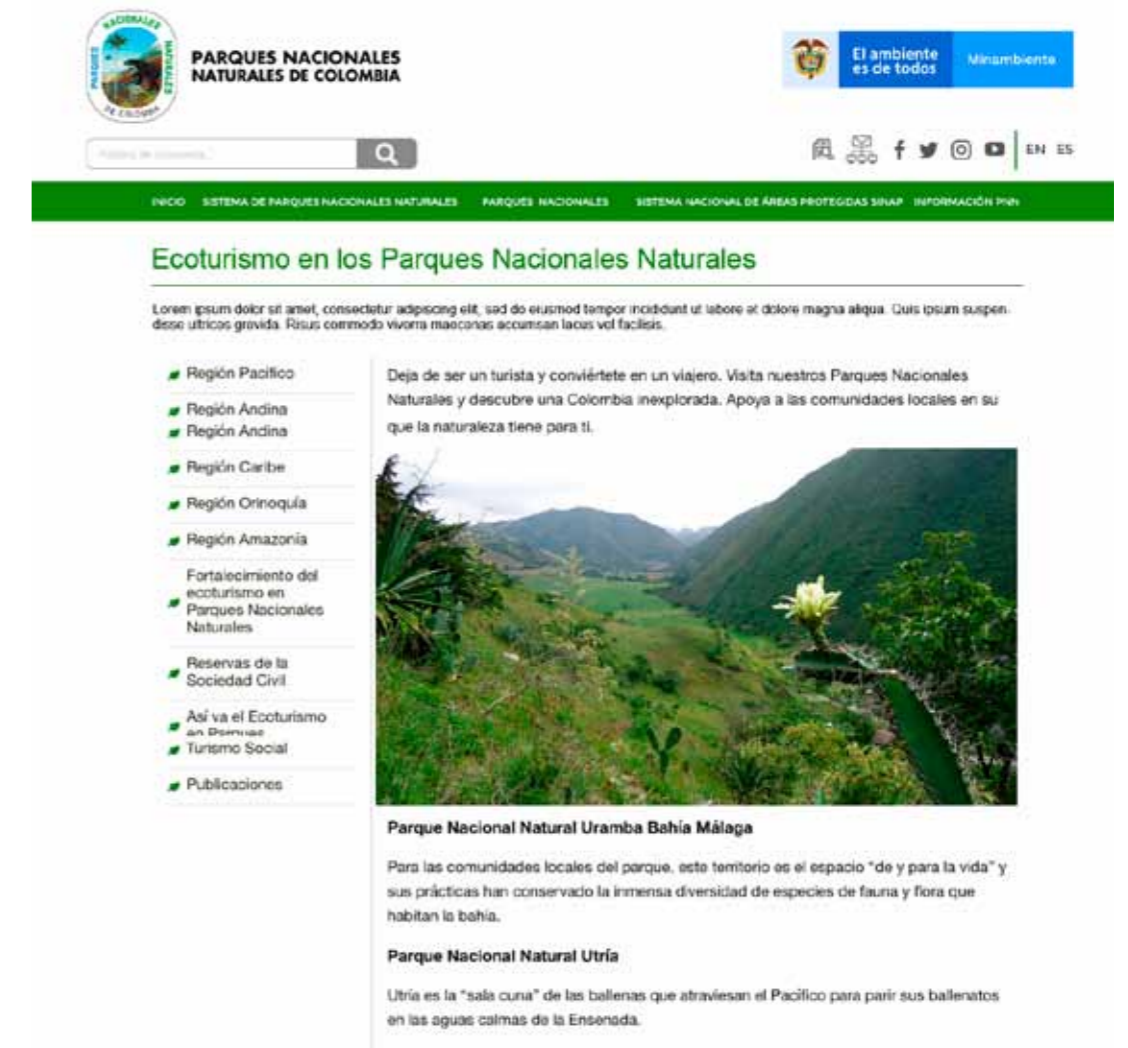 NACIONALES
PARQUES
NATURALES
DE COLOMBIA
PARQUES NACIONALES
NATURALES DE COLOMBIA
El ambiente
es de todos
Minambiente
EN ES
INICIO SISTEMA DE PARQUES NACIONALES NATURALES PARQUES NACIONALES SISTEMA NACIONAL DE ÁREAS PROTEGIDAS SINAP INFORMACIÓN PNN
Ecoturismo en los Parques Nacionales Naturales
Lorem ipsum dolor sit amet, consectetur adipiscing elit, sed do eiusmod tempor incididunt ut labore et dolore magna aliqua. Quis ipsum suspen-
disse ultrices gravida. Risus commodo viverra maecenas accumsan lacus vel facilisis.
Región Pacífico
Región Andina
Región Andina
Región Caribe
Región Orinoquía
Región Amazonia
Fortalecimiento del
ecoturismo en
Parques Nacionales
Naturales
Reservas de la
Sociedad Civil
Así va el Ecoturismo
en Parques
Turismo Social
Publicaciones
Deja de ser un turista y conviértete en un viajero. Visita nuestros Parques Nacionales
Naturales y descubre una Colombia inexplorada. Apoya a las comunidades locales en su
que la naturaleza tiene para ti.
Parque Nacional Natural Uramba Bahía Málaga
Para las comunidades locales del parque, este territorio es el espacio "de y para la vida" y
sus prácticas han conservado la inmensa diversidad de especies de fauna y flora que
habitan la bahía.
Parque Nacional Natural Utría
Utría es la "sala cuna" de las ballenas que atraviesan el Pacífico para parir sus ballenatos
en las aguas calmas de la Ensenada.